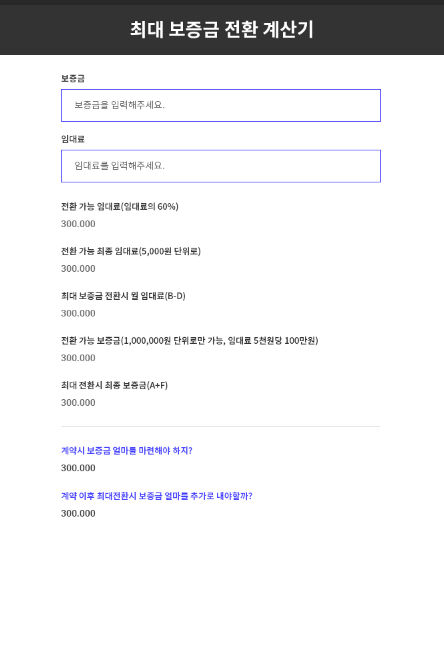 최대 보증금 전환 계산기
보증금
보증금을 입력해주세요.
임대료
임대료를 입력해주세요.
전환 가능 임대료(임대료의 60%)
300.000
전환 가능 최종 임대료(5,000원 단위로)
300.000
최대 보증금 전환시 월 임대료(B-D)
300.000
전환 가능 보증금(1,000,000원 단위로만 가능, 임대료 5천원당 100만원)
300.000
최대 전환시 최종 보증금(A+F)
300.000
계약시 보증금 얼마를 마련해야 하지?
300.000
계약 이후 최대전환시 보증금 얼마를 추가로 내야할까?
300.000